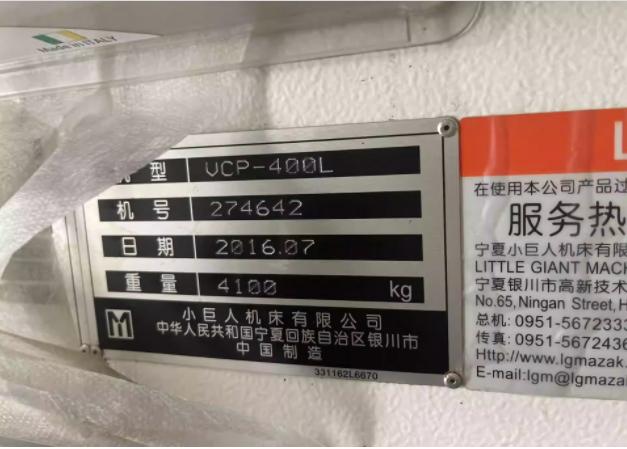 Made in ITALY
机型 VCP-400L
机号 274642
日期 2016.07
重量 4100 kg
小巨人机床有限公司
中华人民共和国宁夏回族自治区银川市
中国制造
331162L6670
L
在使用本公司产品过
服务热
宁夏小巨人机床有限
LITTLE GIANT MACH
宁夏银川市高新技术
No.65, Ningan Street, H
总机: 0951-5672333
传真: 0951-5672436
Http://www.lgmazak
E-mail:lgm@lgmazak